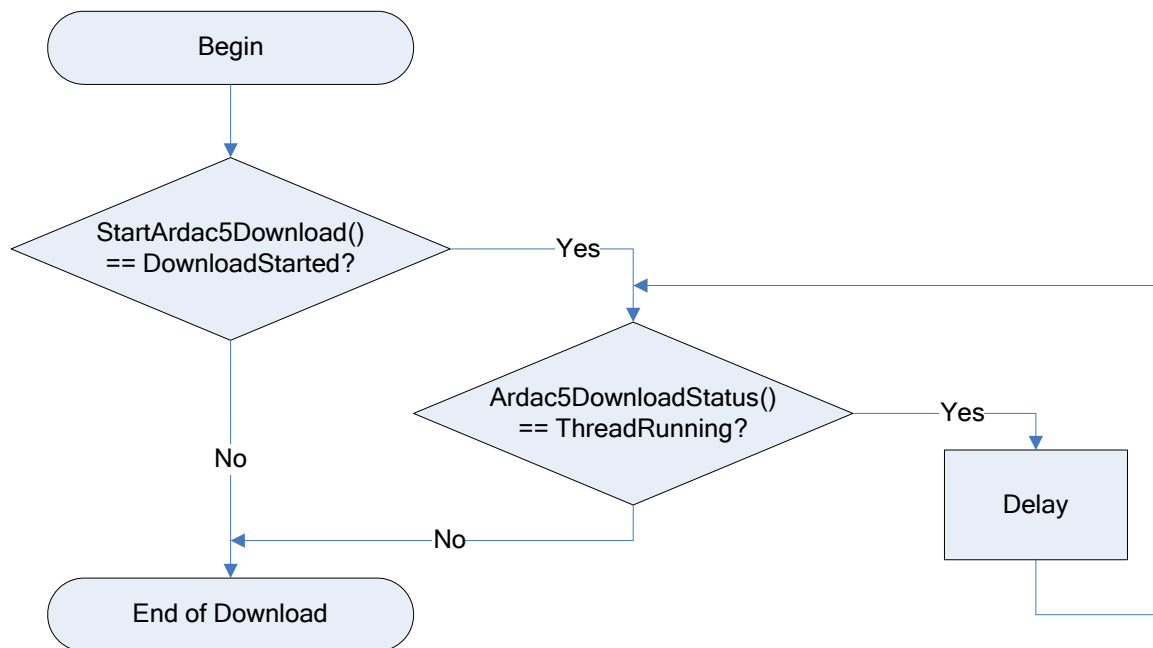 Begin
StartArdac5Download()
== DownloadStarted?
Yes
Ardac5DownloadStatus()
== ThreadRunning?
Yes
No
Delay
No
End of Download